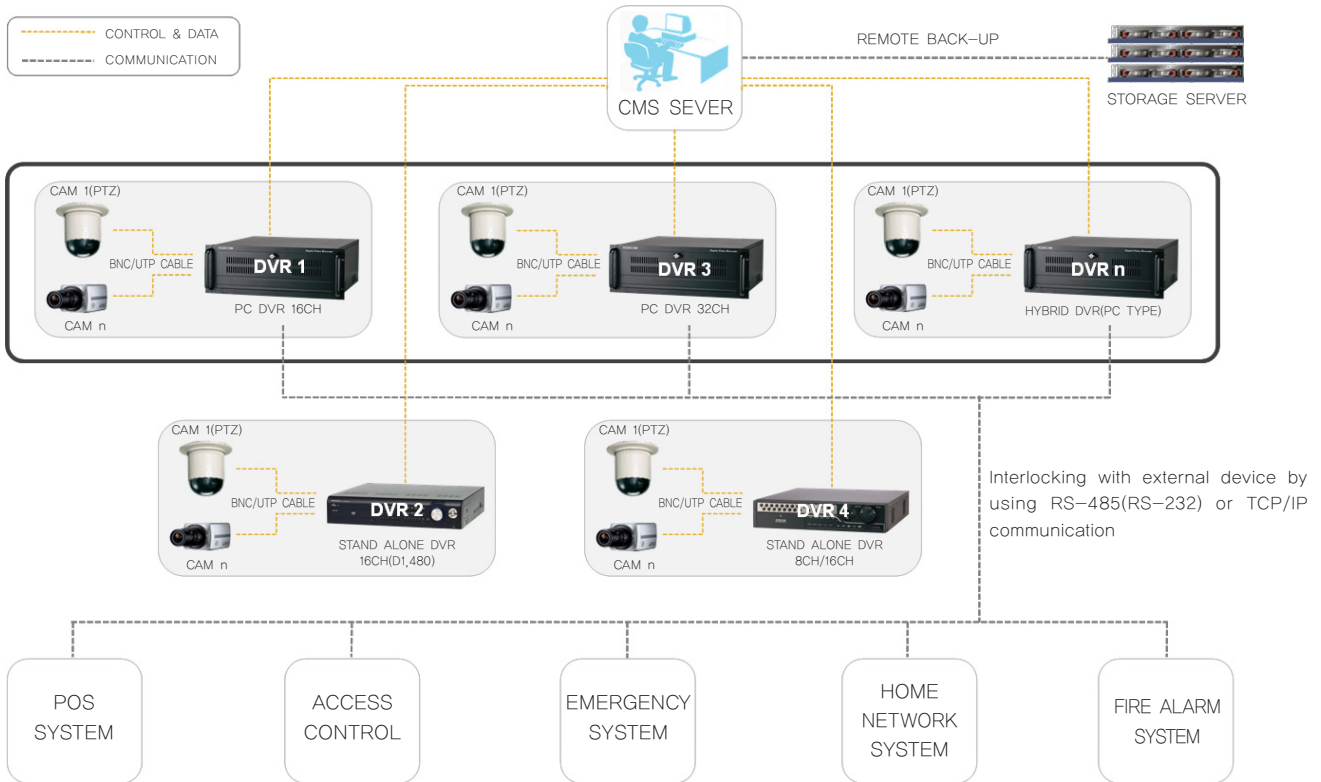 CONTROL & DATA
COMMUNICATION
CMS SEVER
REMOTE BACK-UP
STORAGE SERVER
CAM 1(PTZ)
BNC/UTP CABLE
CAM n
DVR 1
PC DVR 16CH
CAM 1(PTZ)
BNC/UTP CABLE
CAM n
DVR 3
PC DVR 32CH
CAM 1(PTZ)
BNC/UTP CABLE
CAM n
DVR n
HYBRID DVR(PC TYPE)
CAM 1(PTZ)
BNC/UTP CABLE
CAM n
DVR 2
STAND ALONE DVR
16CH(D1,480)
CAM 1(PTZ)
BNC/UTP CABLE
CAM n
DVR 4
STAND ALONE DVR
8CH/16CH
Interlocking with external device by
using RS-485(RS-232) or TCP/IP
communication
POS
SYSTEM
ACCESS
CONTROL
EMERGENCY
SYSTEM
HOME
NETWORK
SYSTEM
FIRE ALARM
SYSTEM